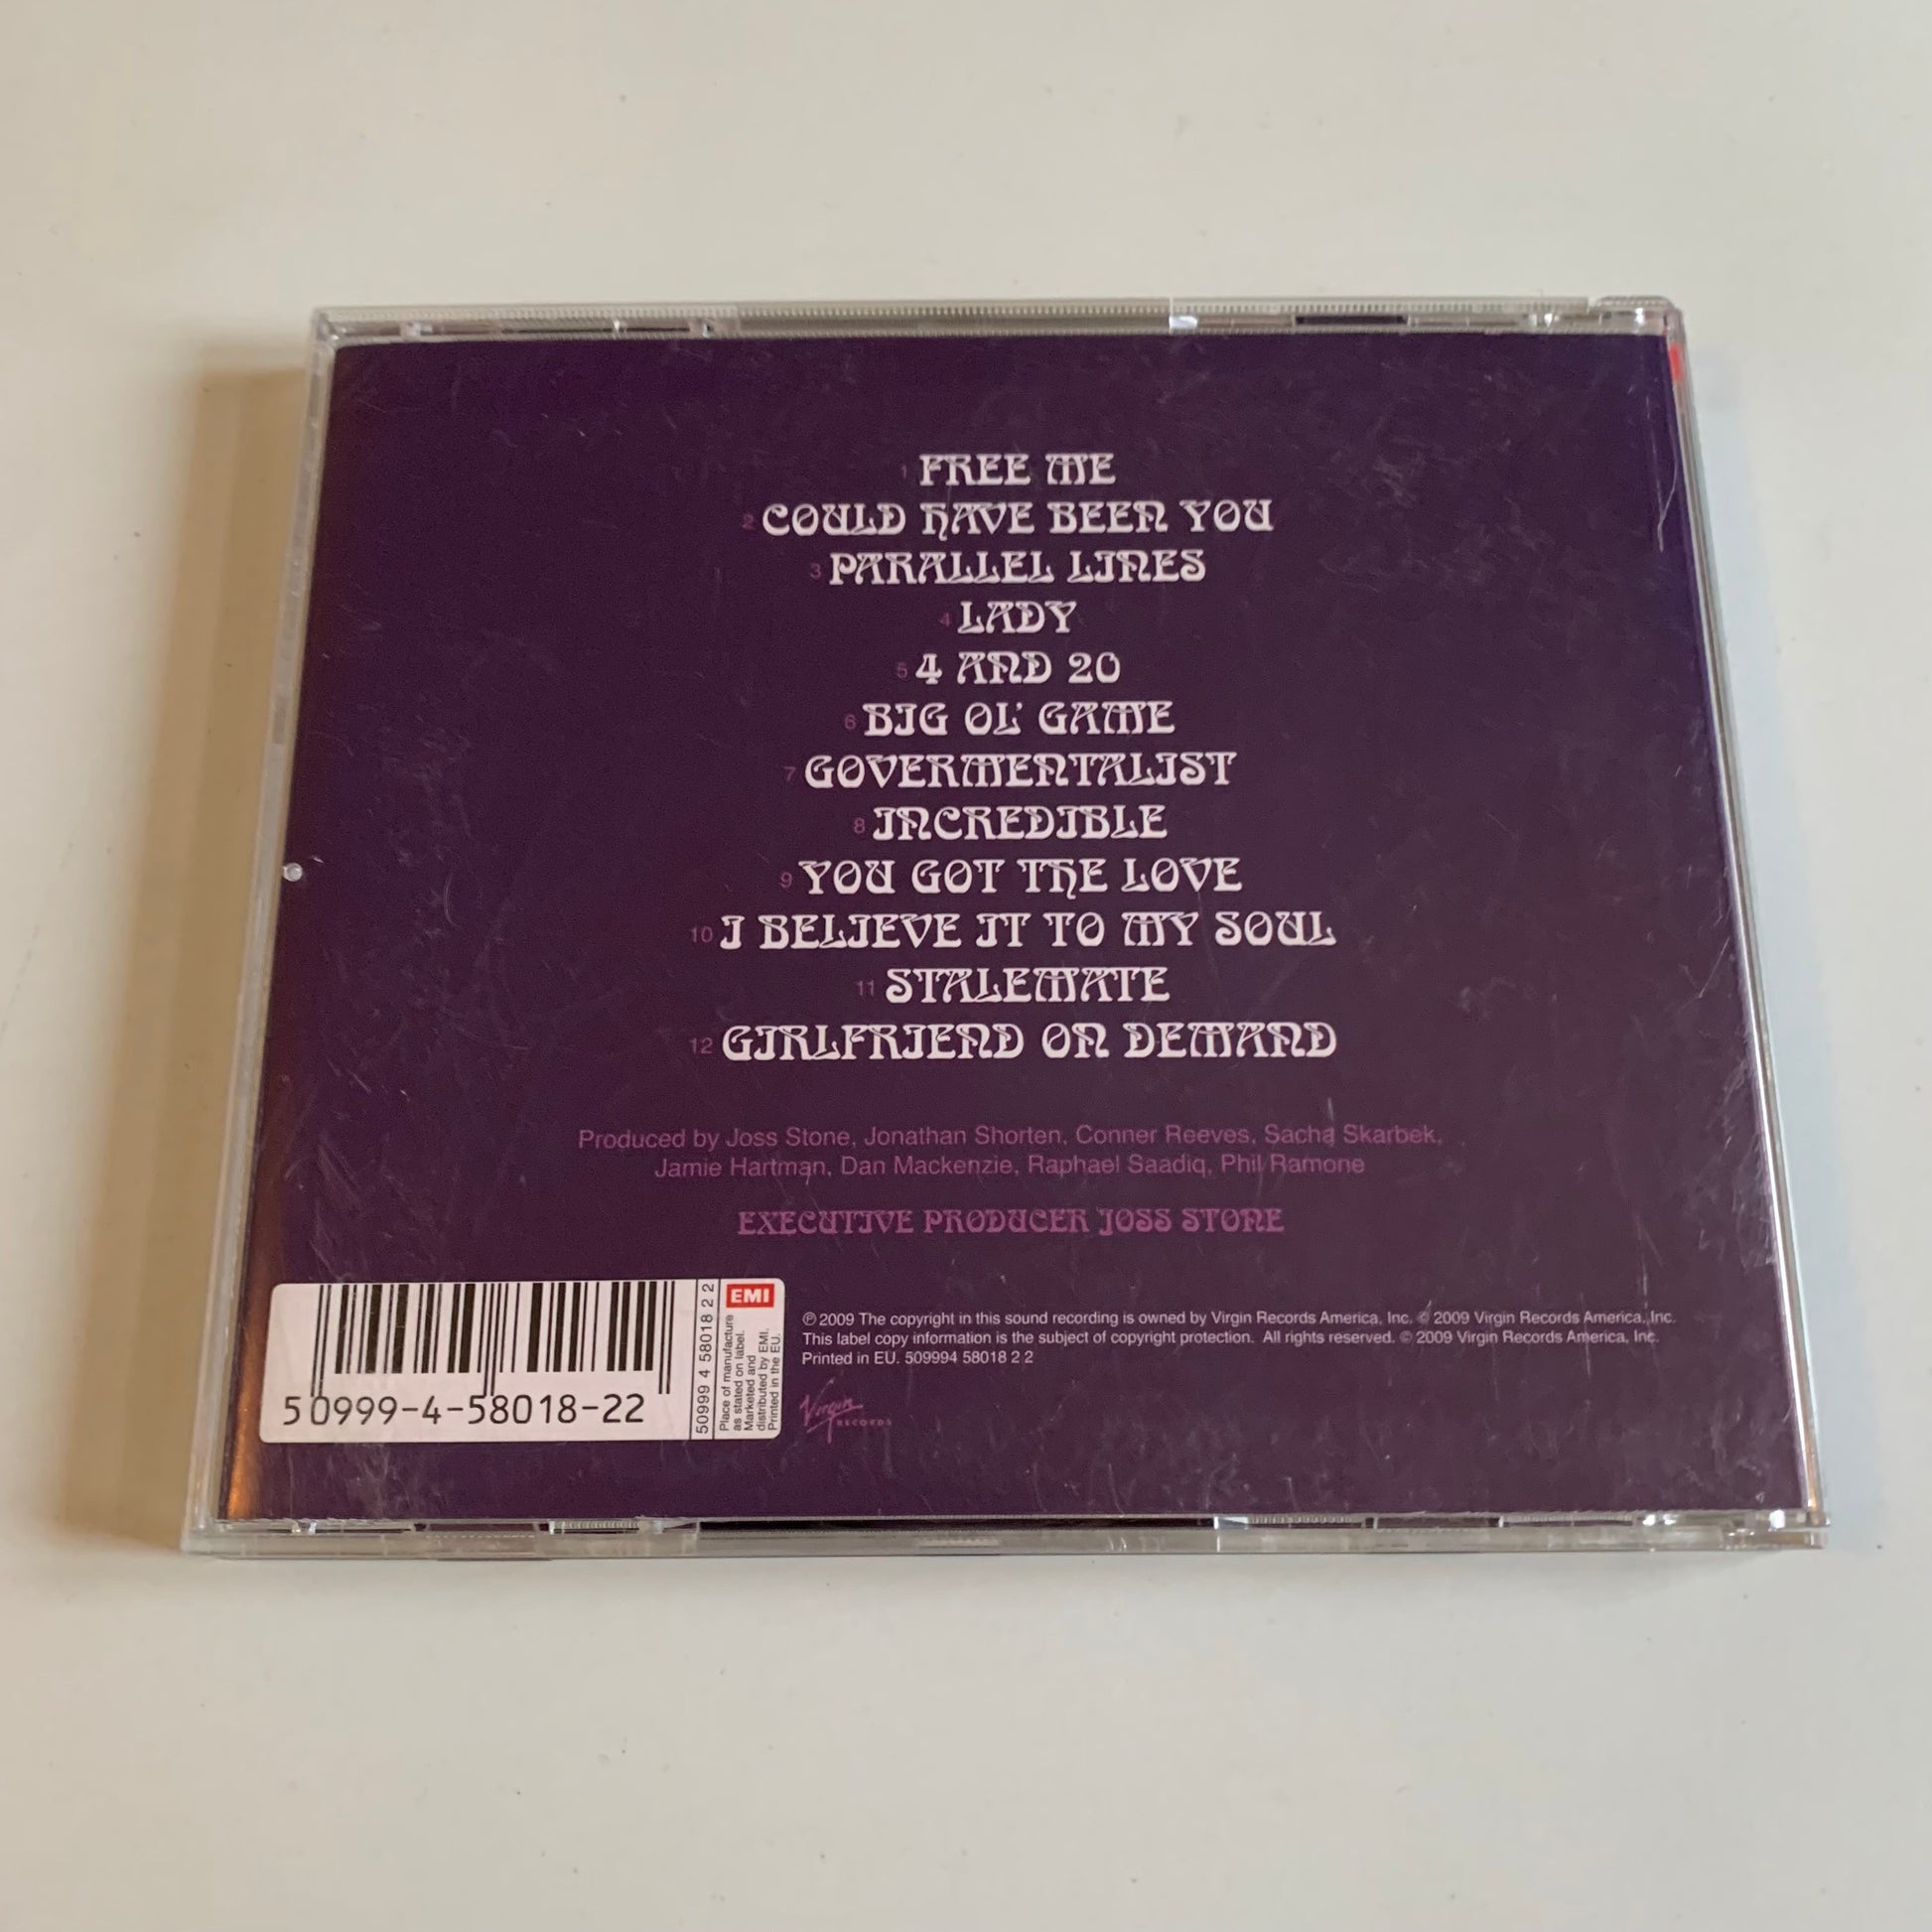 1 FREE ME
2 COULD HAVE BEEN YOU
3 PARALLEL LINES
4 LADY
5 4 AND 20
6 BIG OL' GAME
7 GOVERMENTALIST
8 INCREDIBLE
9 YOU GOT THE LOVE
10 I BELIEVE IT TO MY SOUL
11 STALEMATE
12 GIRLFRIEND ON DEMAND
Produced by Joss Stone, Jonathan Shorten, Conner Reeves, Sacha Skarbek,
Jamie Hartman, Dan Mackenzie, Raphael Saadiq, Phil Ramone
EXECUTIVE PRODUCER JOSS STONE
50999-4-58018-22
50999 4 58018 2 2
EMI
Place of manufacture
as stated on label.
Marketed and
distributed by EMI.
Printed in the EU.
℗ 2009 The copyright in this sound recording is owned by Virgin Records America, Inc. © 2009 Virgin Records America, Inc.
This label copy information is the subject of copyright protection. All rights reserved. © 2009 Virgin Records America, Inc.
Printed in EU. 509994 58018 2 2
Virgin
RECORDS